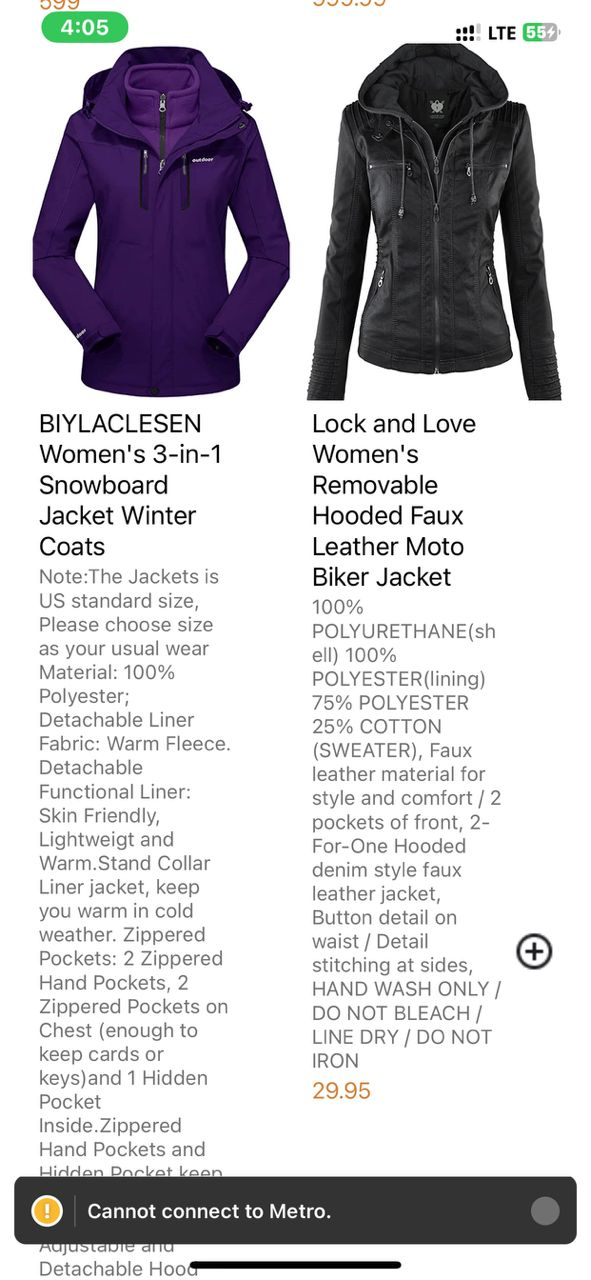 599
599.99
4:05
LTE 55
outdoor
BIYLACLESEN
Women's 3-in-1
Snowboard
Jacket Winter
Coats
Note:The Jackets is
US standard size,
Please choose size
as your usual wear
Material: 100%
Polyester;
Detachable Liner
Fabric: Warm Fleece.
Detachable
Functional Liner:
Skin Friendly,
Lightweigt and
Warm.Stand Collar
Liner jacket, keep
you warm in cold
weather. Zippered
Pockets: 2 Zippered
Hand Pockets, 2
Zippered Pockets on
Chest (enough to
keep cards or
keys)and 1 Hidden
Pocket
Inside.Zippered
Hand Pockets and
Hidden Pocket keep
Adjustable and
Detachable Hood
Lock and Love
Women's
Removable
Hooded Faux
Leather Moto
Biker Jacket
100%
POLYURETHANE(sh
ell) 100%
POLYESTER(lining)
75% POLYESTER
25% COTTON
(SWEATER), Faux
leather material for
style and comfort / 2
pockets of front, 2-
For-One Hooded
denim style faux
leather jacket,
Button detail on
waist / Detail
stitching at sides,
HAND WASH ONLY /
DO NOT BLEACH /
LINE DRY / DO NOT
IRON
29.95
Cannot connect to Metro.